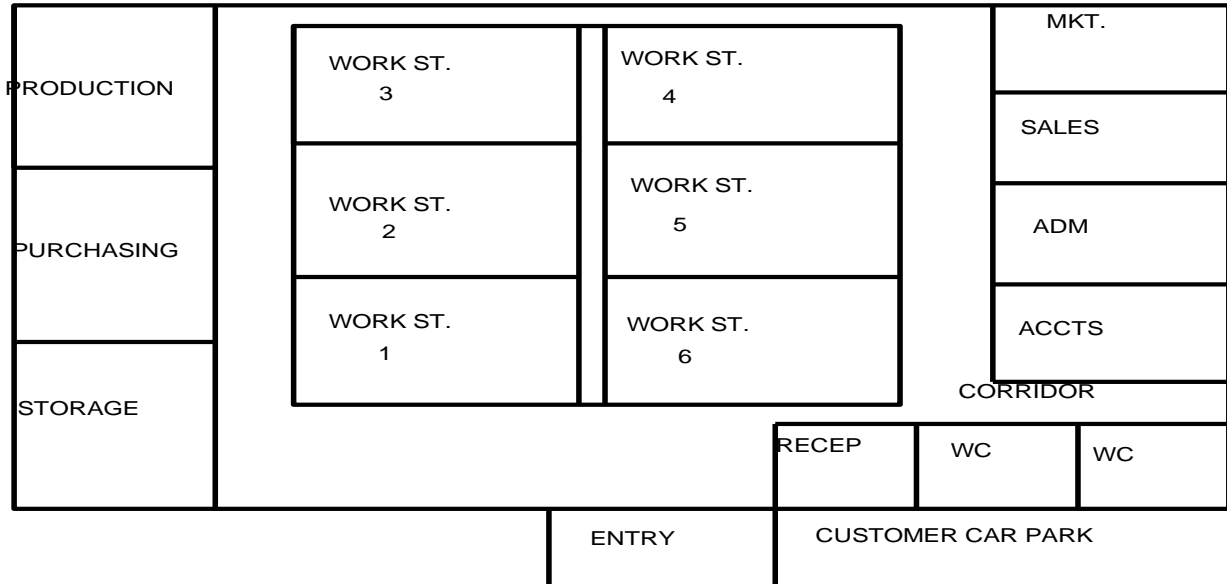 PRODUCTION
PURCHASING
STORAGE
WORK ST.
3
WORK ST.
2
WORK ST.
1
WORK ST.
4
WORK ST.
5
WORK ST.
6
MKT.
SALES
ADM
ACCTS
CORRIDOR
RECEP
WC
WC
ENTRY
CUSTOMER CAR PARK